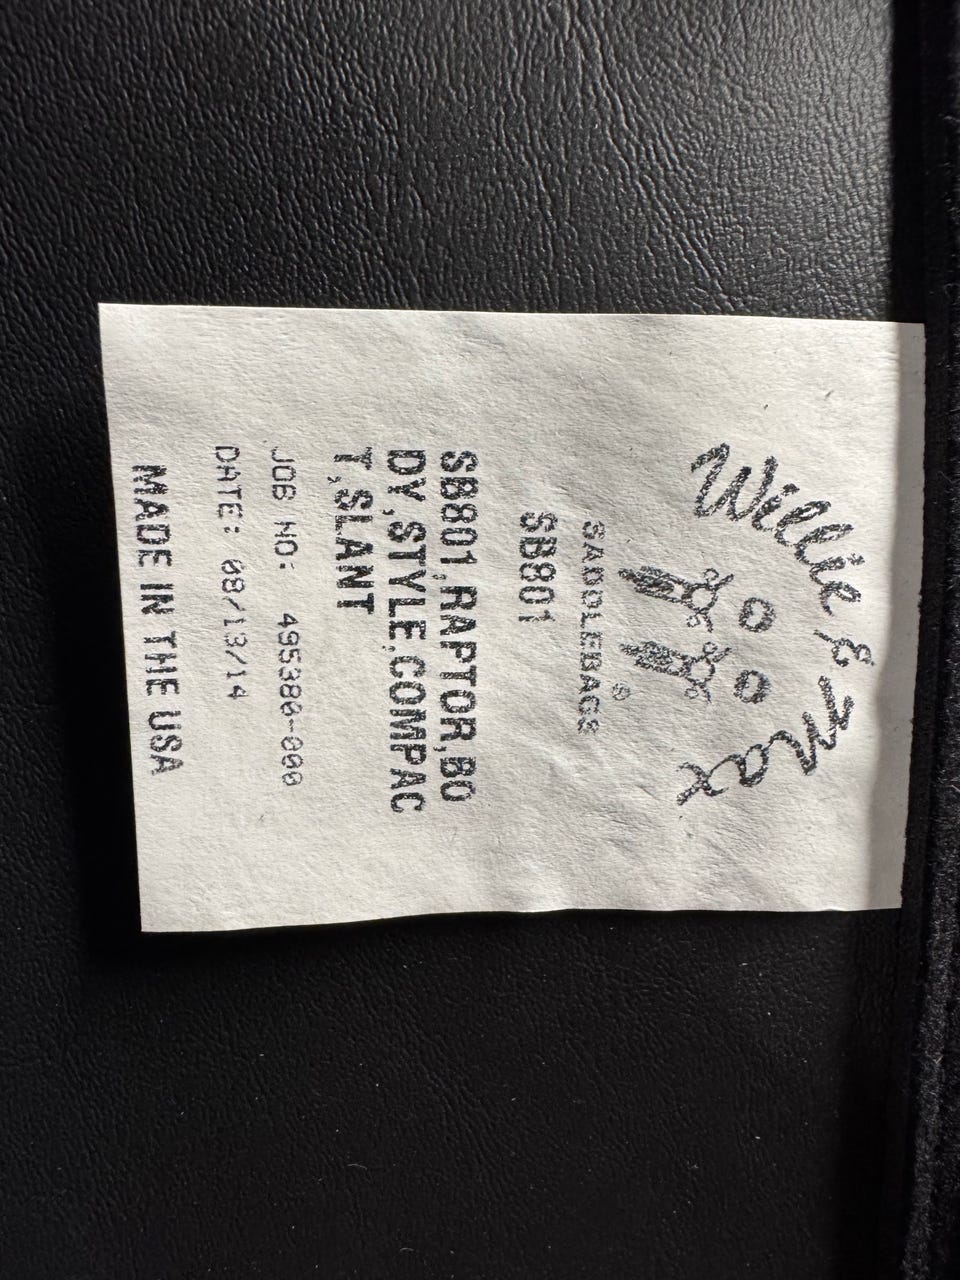 Willie & Max
SADDLEBAGS
SB801
SB801,RAPTOR,BO
DY,STYLE,COMPAC
T,SLANT
JOB NO: 495380-000
DATE: 08/13/14
MADE IN THE USA